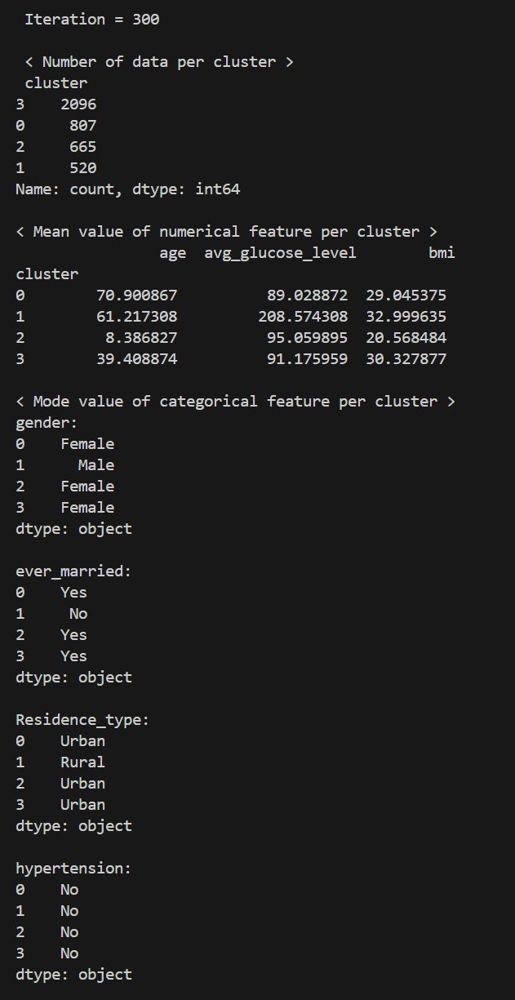 Iteration = 300
< Number of data per cluster >
cluster
3    2096
0     807
2     665
1     520
Name: count, dtype: int64
< Mean value of numerical feature per cluster >
age  avg_glucose_level        bmi
cluster
0        70.900867          89.028872  29.045375
1        61.217308         208.574308  32.999635
2         8.386827          95.059895  20.568484
3        39.408874          91.175959  30.327877
< Mode value of categorical feature per cluster >
gender:
0    Female
1      Male
2    Female
3    Female
dtype: object
ever_married:
0    Yes
1     No
2    Yes
3    Yes
dtype: object
Residence_type:
0    Urban
1    Rural
2    Urban
3    Urban
dtype: object
hypertension:
0    No
1    No
2    No
3    No
dtype: object